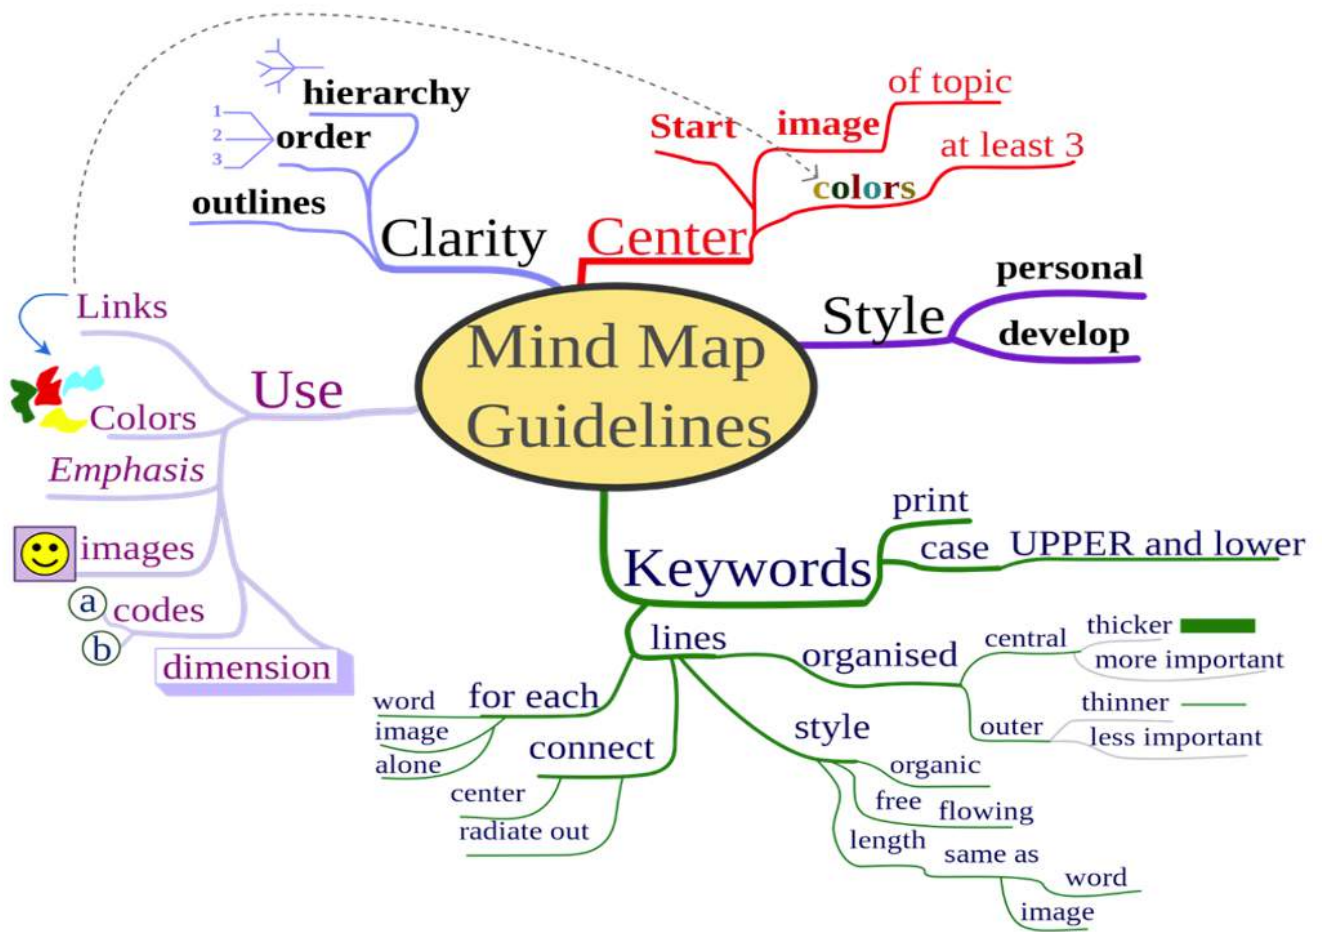 Mind Map
Guidelines
Clarity
hierarchy
order
1
2
3
outlines
Center
Start
image
of topic
colors
at least 3
Style
personal
develop
Use
Links
Colors
Emphasis
images
codes
a
b
dimension
Keywords
print
case
UPPER and lower
lines
organised
central
thicker
more important
outer
thinner
less important
style
organic
free flowing
length
same as
word
image
for each
word
image
alone
connect
center
radiate out